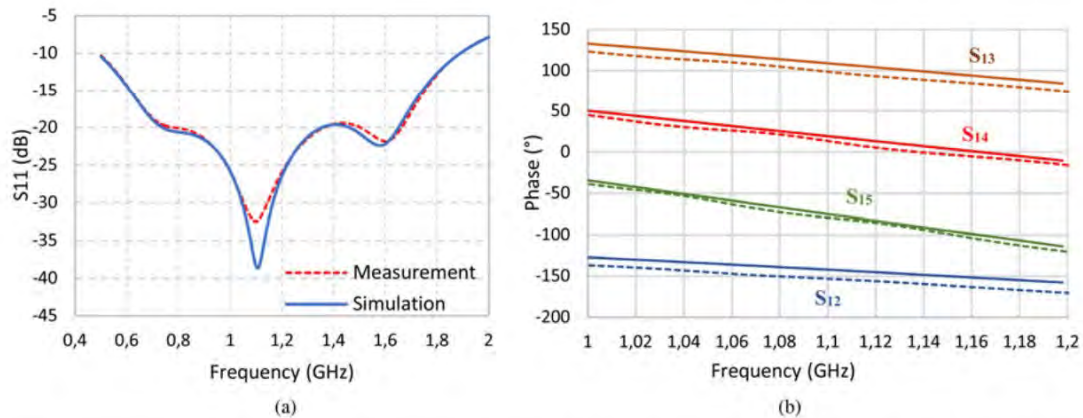 -5
-10
-15
-20
-25
-30
-35
-40
-45
S11 (dB)
Measurement
Simulation
0,4 0,6 0,8 1 1,2 1,4 1,6 1,8 2
Frequency (GHz)
(a)
150
100
50
0
-50
-100
-150
-200
Phase (°)
S13
S14
S15
S12
1 1,02 1,04 1,06 1,08 1,1 1,12 1,14 1,16 1,18 1,2
Frequency (GHz)
(b)